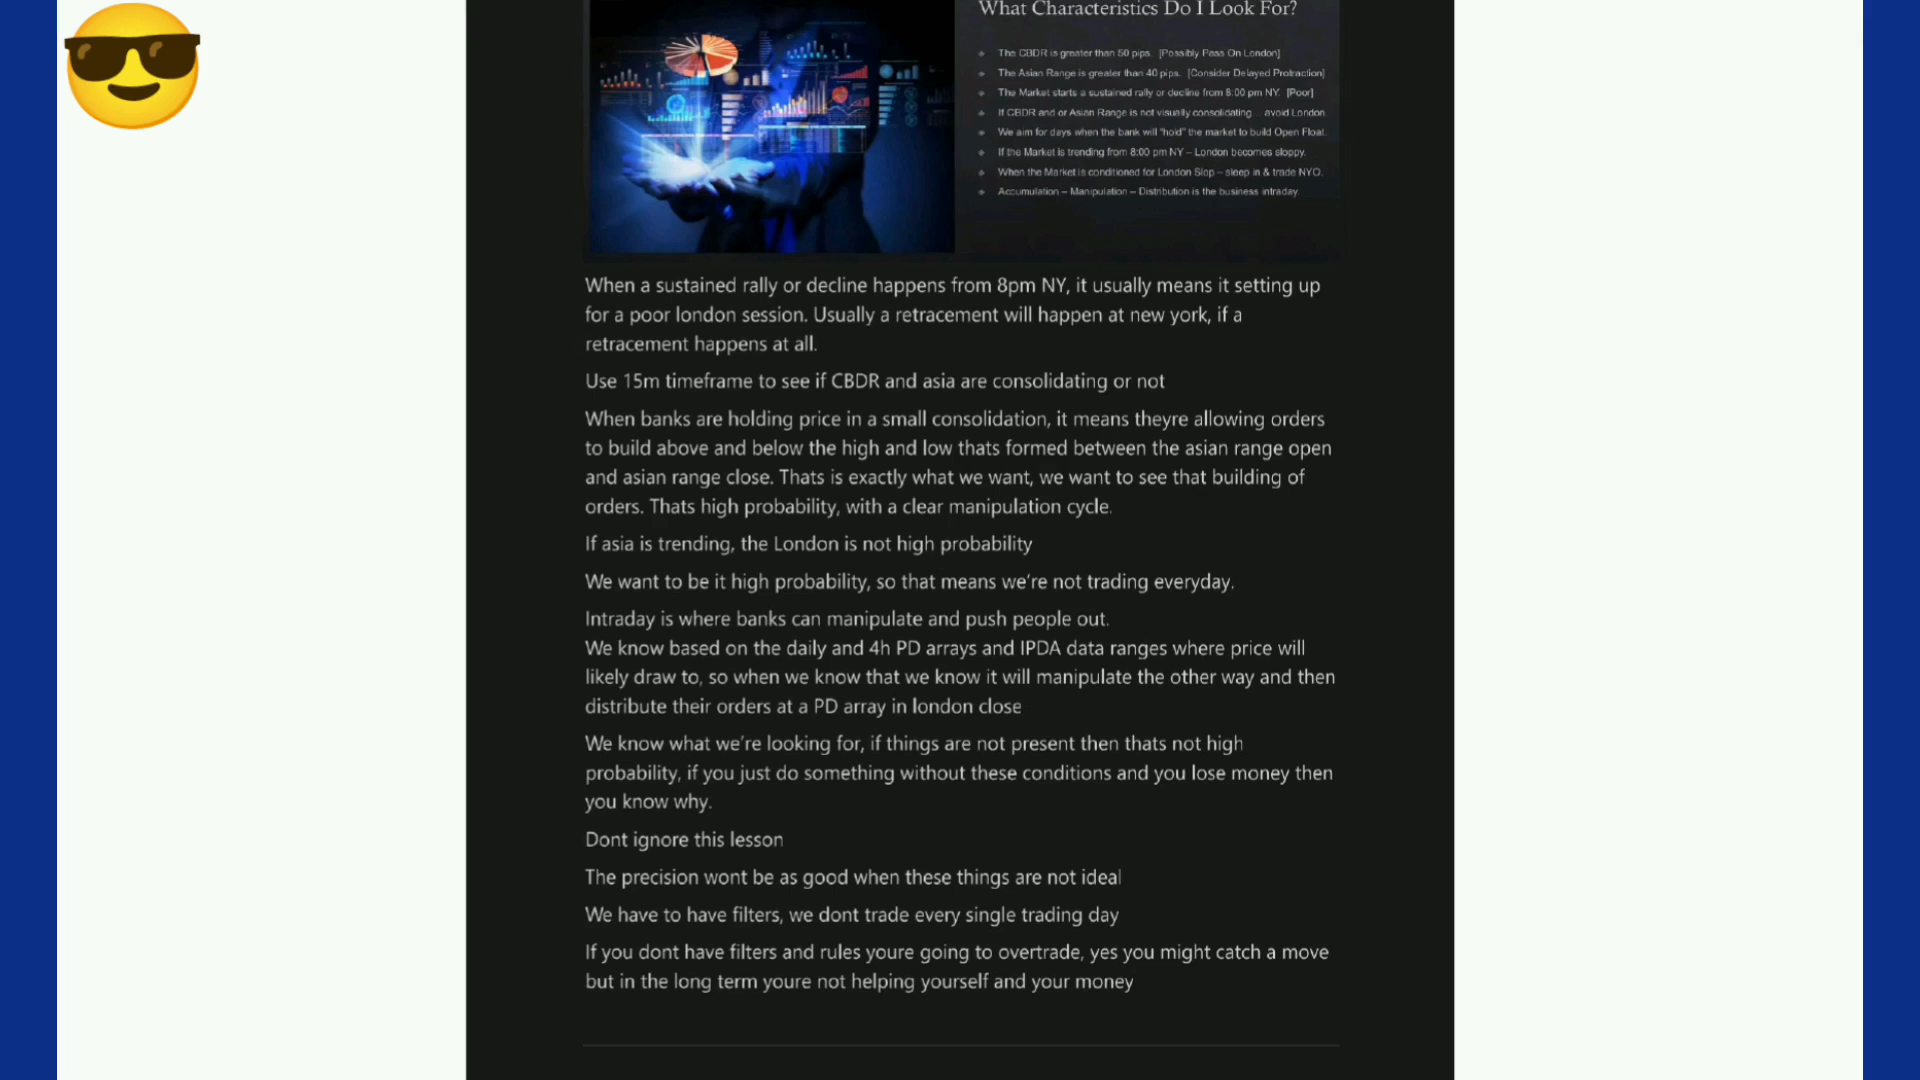 What Characteristics Do I Look For?
The CBDR is greater than 50 pips. [Possibly Pass On London]
The Asian Range is greater than 40 pips. [Consider Delayed Protraction]
The Market starts a sustained rally or decline from 8:00 pm NY. [Poor]
If CBDR and or Asian Range is not visually consolidating... avoid London.
We aim for days when the bank will "hold" the market to build Open Float.
If the Market is trending from 8:00 pm NY – London becomes sloppy.
When the Market is conditioned for London Slop – sleep in & trade NYO.
Accumulation – Manipulation – Distribution is the business intraday.
When a sustained rally or decline happens from 8pm NY, it usually means it setting up
for a poor london session. Usually a retracement will happen at new york, if a
retracement happens at all.
Use 15m timeframe to see if CBDR and asia are consolidating or not
When banks are holding price in a small consolidation, it means theyre allowing orders
to build above and below the high and low thats formed between the asian range open
and asian range close. Thats is exactly what we want, we want to see that building of
orders. Thats high probability, with a clear manipulation cycle.
If asia is trending, the London is not high probability
We want to be it high probability, so that means we're not trading everyday.
Intraday is where banks can manipulate and push people out.
We know based on the daily and 4h PD arrays and IPDA data ranges where price will
likely draw to, so when we know that we know it will manipulate the other way and then
distribute their orders at a PD array in london close
We know what we're looking for, if things are not present then thats not high
probability, if you just do something without these conditions and you lose money then
you know why.
Dont ignore this lesson
The precision wont be as good when these things are not ideal
We have to have filters, we dont trade every single trading day
If you dont have filters and rules youre going to overtrade, yes you might catch a move
but in the long term youre not helping yourself and your money